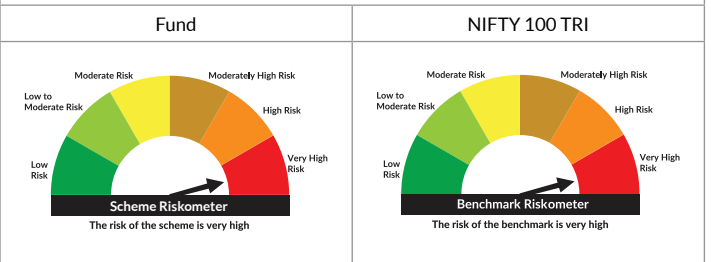 Fund
NIFTY 100 TRI
Moderate Risk
Moderately High Risk
Low to
Moderate Risk
High Risk
Low
Risk
Very High
Risk
Scheme Riskometer
The risk of the scheme is very high
Moderate Risk
Moderately High Risk
Low to
Moderate Risk
High Risk
Low
Risk
Very High
Risk
Benchmark Riskometer
The risk of the benchmark is very high